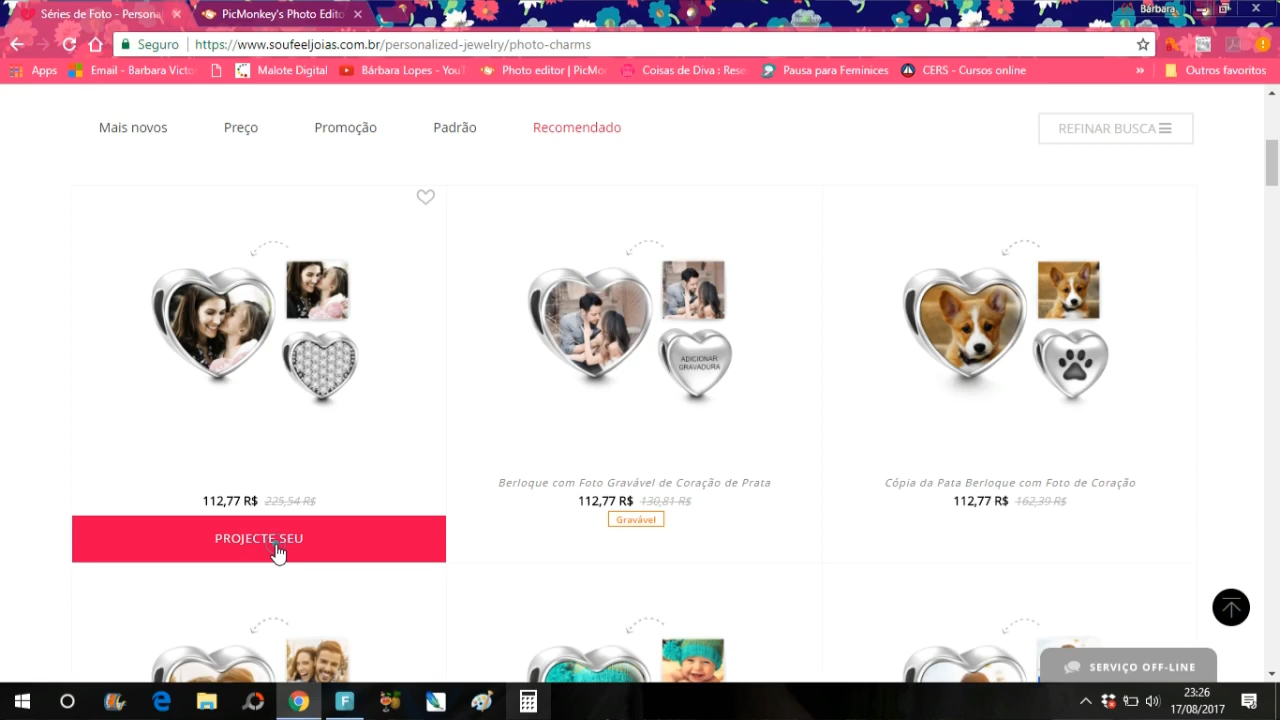 Séries de Foto - Persona
PicMonkey's Photo Edito
Bárbara
Seguro
https://www.soufeeljoias.com.br/personalized-jewelry/photo-charms
Apps
Email - Barbara Victo
Malote Digital
Bárbara Lopes - You
Photo editor | PicMo
Coisas de Diva : Rese
Pausa para Feminices
CERS - Cursos online
»
Outros favoritos
Mais novos
Preço
Promoção
Padrão
Recomendado
REFINAR BUSCA
ADICIONAR
GRAVADURA
112,77 R$ 225,54 R$
PROJECTE SEU
Berloque com Foto Gravável de Coração de Prata
112,77 R$ 130,81 R$
Gravável
Cópia da Pata Berloque com Foto de Coração
112,77 R$ 162,39 R$
SERVIÇO OFF-LINE
23:26
17/08/2017